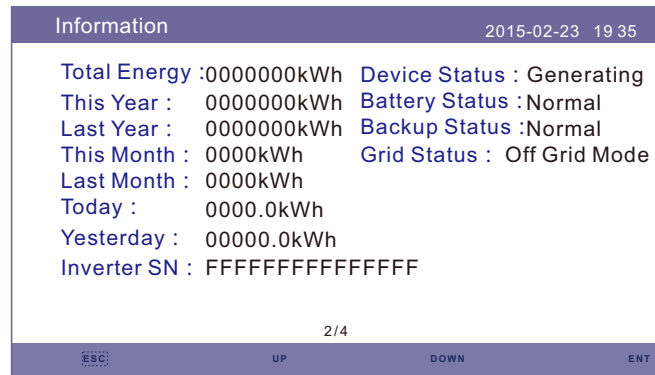 Information 2015-02-23 19 35
Total Energy : 0000000kWh Device Status : Generating
This Year : 0000000kWh Battery Status : Normal
Last Year : 0000000kWh Backup Status : Normal
This Month : 0000kWh Grid Status : Off Grid Mode
Last Month : 0000kWh
Today : 0000.0kWh
Yesterday : 00000.0kWh
Inverter SN : FFFFFFFFFFFFFFF
2/4
ESC UP DOWN ENT